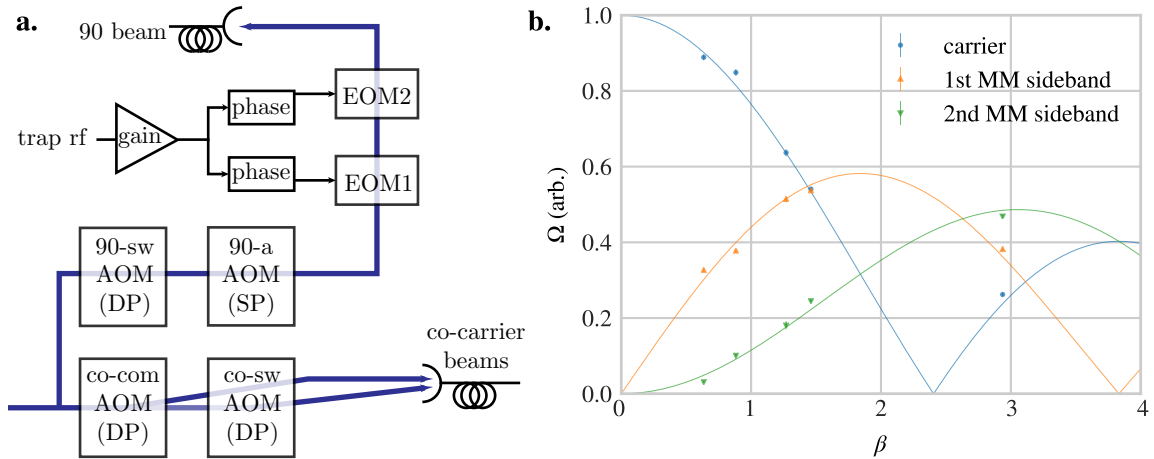 a.
90 beam
EOM2
phase
trap rf
gain
phase
EOM1
90-sw
AOM
(DP)
90-a
AOM
(SP)
co-carrier
beams
co-com
AOM
(DP)
co-sw
AOM
(DP)
b.
1.0
0.8
0.6
0.4
0.2
0.0
Ω (arb.)
carrier
1st MM sideband
2nd MM sideband
0
1
2
3
4
β